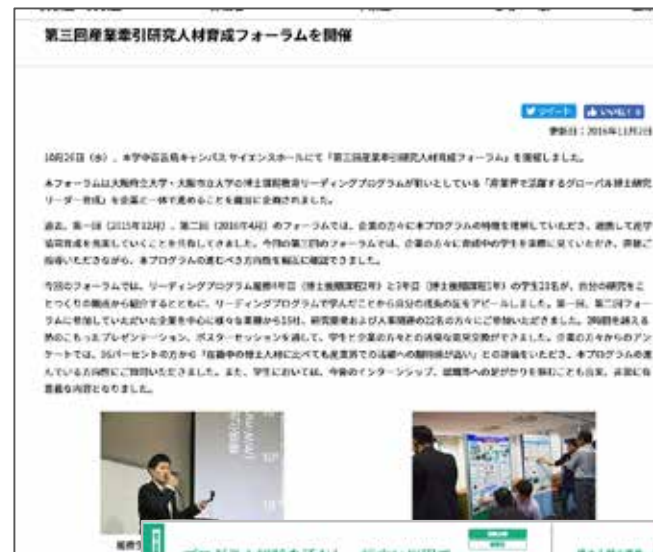 第三回産業牽引研究人材育成フォーラムを開催
ツイート
更新日：2016年11月2日
10月26日（水）、本学中百舌鳥キャンパス サイエンスホールにて「第三回産業牽引研究人材育成フォーラム」を開催しました。
本フォーラムは大阪府立大学・大阪市立大学の博士課程教育リーディングプログラムが狙いとしている「産業界で活躍するグローバル博士研究
リーダー育成」を企業と一体で進めることを趣旨に企画されました。
過去、第一回（2015年12月）、第二回（2016年4月）のフォーラムでは、企業の方々に本プログラムの特徴を理解していただき、連携して産学
協同育成を充実していくことを共有してきました。今回の第三回のフォーラムでは、企業の方々に育成中の学生を実際に見ていただき、直接ご
指導いただきながら、本プログラムの進むべき方向性を相互に確認できました。
今回のフォーラムでは、リーディングプログラム履修4年目（博士後期課程2年）と3年目（博士後期課程1年）の学生23名が、自分の研究をこ
とつくりの観点から紹介するとともに、リーディングプログラムで学んだことから自分の成長の証をアピールしました。第一回、第二回フォー
ラムに参加していただいた企業を中心に様々な業種から15社、研究開発および人事関連の22名の方々にご参加いただきました。2時間を越える
熱のこもったプレゼンテーション、ポスターセッションを通して、学生と企業の方々との活発な意見交換ができました。企業の方々からのアン
ケートでは、36パーセントの方から「在籍中の博士人材に比べても産業界での活躍への期待感が高い」との評価をいただき、本プログラムの進
んでいる方向性にご賛同いただきました。また、学生においては、今後のインターンシップ、就職等への足がかりを掴むことも出来、非常に有
意義な内容となりました。